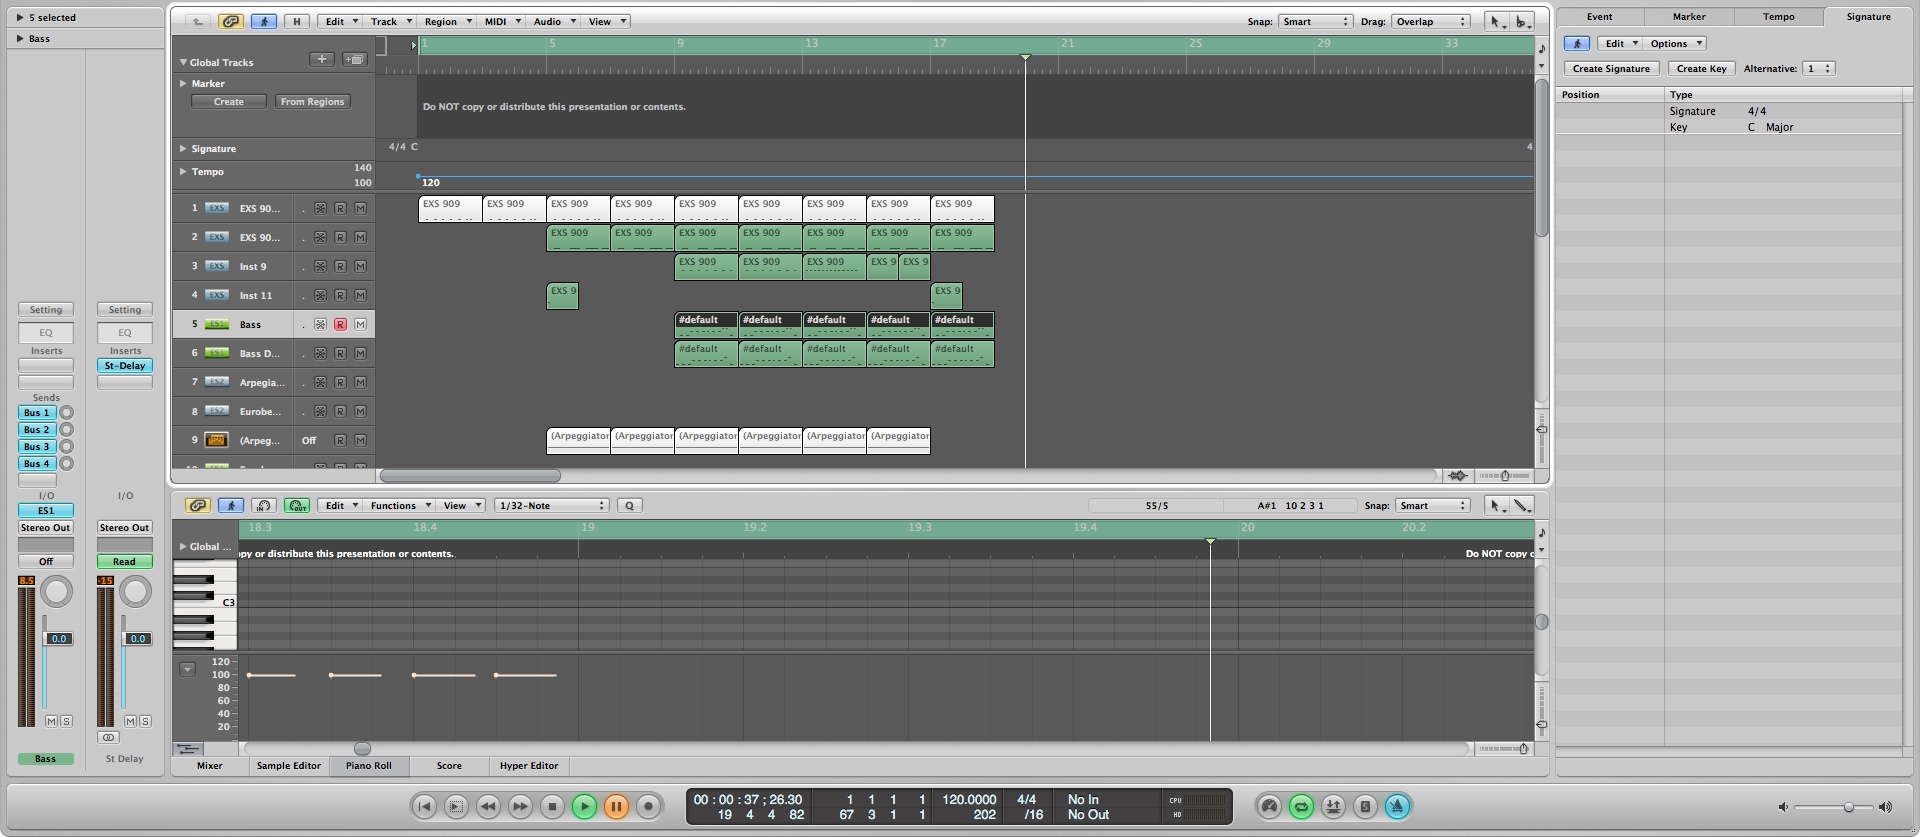 5 selected
Bass
Setting Setting
EQ EQ
Inserts Inserts
St-Delay
Sends
Bus 1
Bus 2
Bus 3
Bus 4
I/O I/O
ES1
Stereo Out Stereo Out
Off Read
8.5 -15
0.0 0.0
M S M S
Bass St Delay
H Edit Track Region MIDI Audio View Snap: Smart Drag: Overlap
1 5 9 13 17 21 25 29 33
Global Tracks
Marker
Create From Regions
Do NOT copy or distribute this presentation or contents.
Signature 4/4 C 4
Tempo 140
100
120
1 EXS EXS 90... R M EXS 909 EXS 909 EXS 909 EXS 909 EXS 909 EXS 909 EXS 909 EXS 909 EXS 909
2 EXS EXS 90... R M EXS 909 EXS 909 EXS 909 EXS 909 EXS 909 EXS 909 EXS 909
3 EXS Inst 9 R M EXS 909 EXS 909 EXS 909 EXS 9 EXS 9
4 EXS Inst 11 R M EXS 9 EXS 9
5 ES1 Bass R M #default #default #default #default #default
6 ES1 Bass D... R M #default #default #default #default #default
7 ES2 Arpegia... R M
8 ES2 Eurobe... R M
9 (Arpeg... Off R M (Arpeggiator (Arpeggiator (Arpeggiator (Arpeggiator (Arpeggiator (Arpeggiator
IN OUT Edit Functions View 1/32-Note Q 55/5 A#1 10 2 3 1 Snap: Smart
18.3 18.4 19 19.2 19.3 19.4 20 20.2
Global ... opy or distribute this presentation or contents. Do NOT copy c
C3
120
100
80
60
40
20
Mixer Sample Editor Piano Roll Score Hyper Editor
00 : 00 : 37 ; 26.30 1 1 1 1 120.0000 4/4 No In CPU
19 4 4 82 67 3 1 1 202 /16 No Out HD
S
Event Marker Tempo Signature
Edit Options
Create Signature Create Key Alternative: 1
Position Type
Signature 4/4
Key C Major